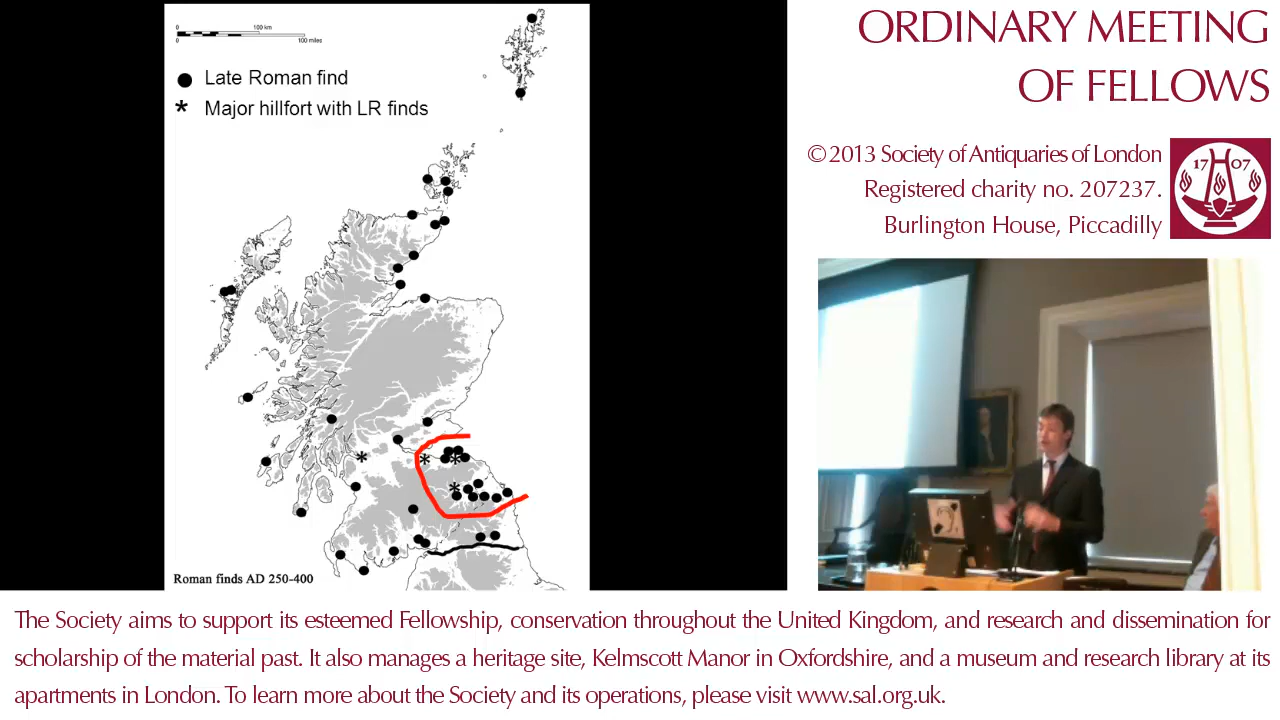 0 100 km
0 100 miles
Late Roman find
* Major hillfort with LR finds
Roman finds AD 250-400
ORDINARY MEETING
OF FELLOWS
© 2013 Society of Antiquaries of London
Registered charity no. 207237.
Burlington House, Piccadilly
17 07
The Society aims to support its esteemed Fellowship, conservation throughout the United Kingdom, and research and dissemination for
scholarship of the material past. It also manages a heritage site, Kelmscott Manor in Oxfordshire, and a museum and research library at its
apartments in London. To learn more about the Society and its operations, please visit www.sal.org.uk.